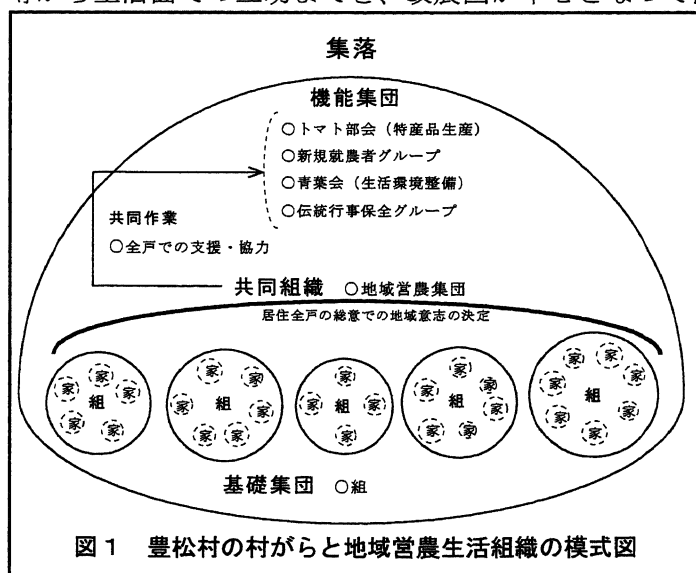 集落
機能集団
○トマト部会（特産品生産）
○新規就農者グループ
○青葉会（生活環境整備）
○伝統行事保全グループ
共同作業
○全戸での支援・協力
共同組織 ○地域営農集団
居住全戸の総意での地域意志の決定
家 家 家 家 家 組
家 家 家 家 家 家 組
家 家 家 家 組
家 家 家 家 家 家 家 組
家 家 家 家 家 家 家 組
基礎集団 ○組
図1 豊松村の村がらと地域営農生活組織の模式図